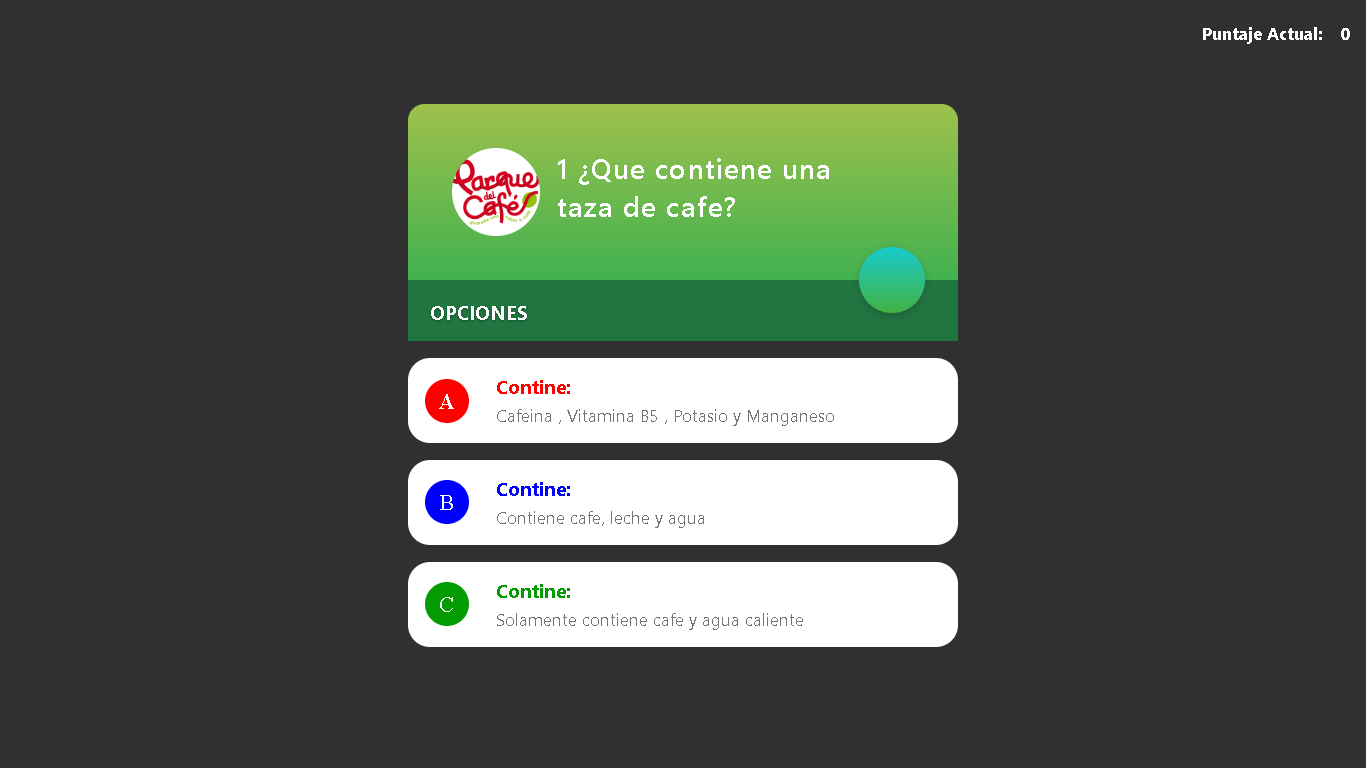 Puntaje Actual: 0
Parque
del
Café
1 ¿Que contiene una
taza de cafe?
OPCIONES
A
Contine:
Cafeina , Vitamina B5 , Potasio y Manganeso
B
Contine:
Contiene cafe, leche y agua
C
Contine:
Solamente contiene cafe y agua caliente